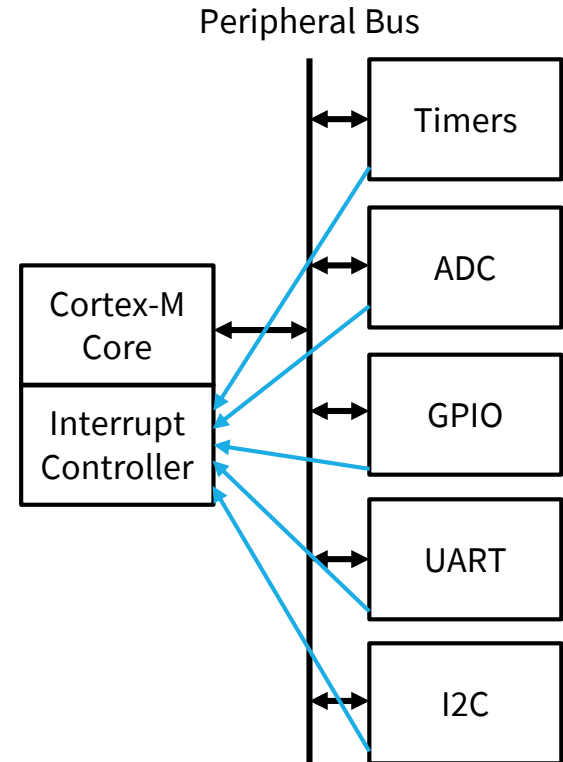 Peripheral Bus
Timers
ADC
Cortex-M
Core
GPIO
Interrupt
Controller
UART
I2C